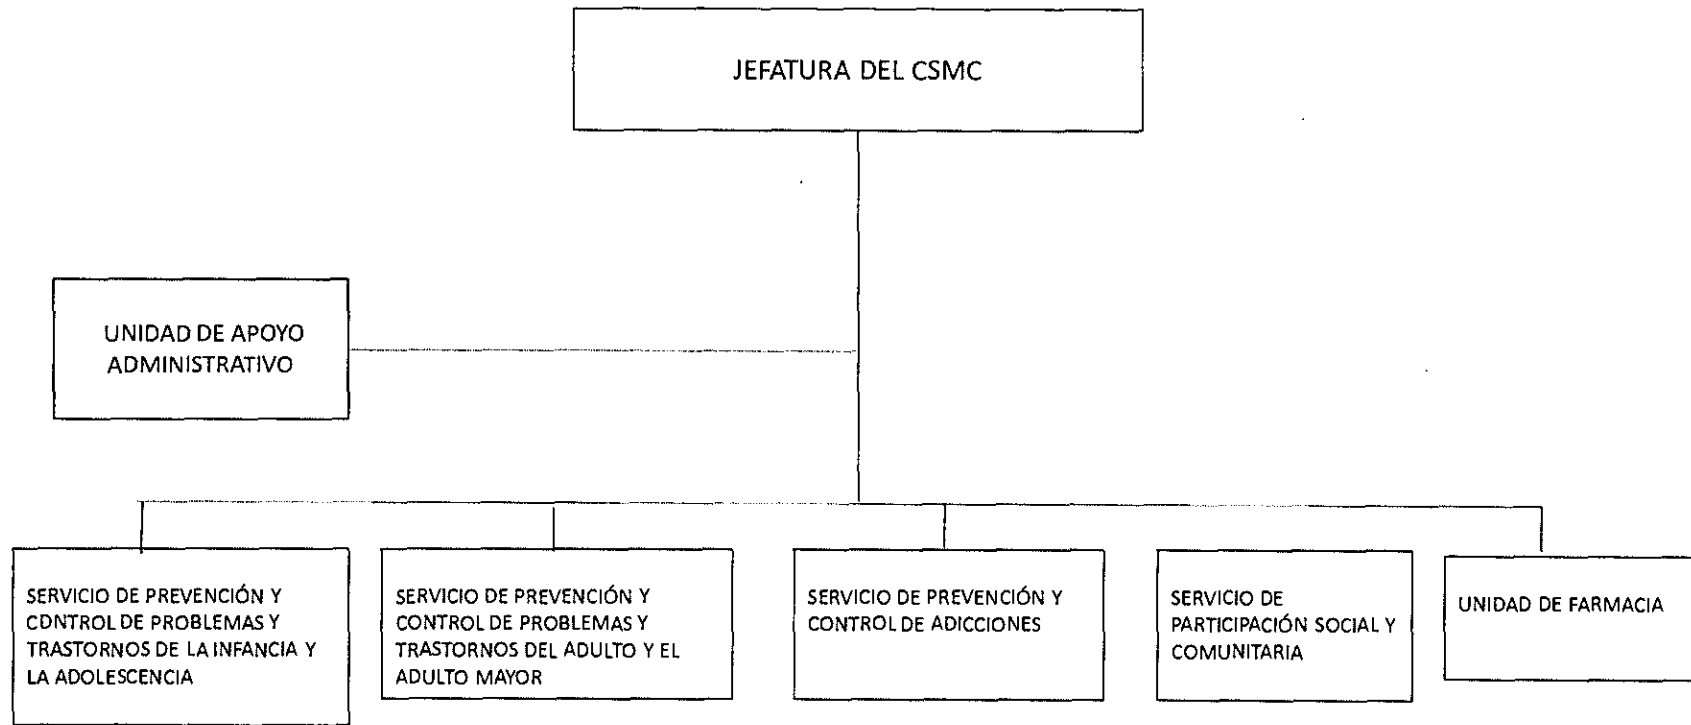 JEFATURA DEL CSMC
UNIDAD DE APOYO
ADMINISTRATIVO
SERVICIO DE PREVENCIÓN Y
CONTROL DE PROBLEMAS Y
TRASTORNOS DE LA INFANCIA Y
LA ADOLESCENCIA
SERVICIO DE PREVENCIÓN Y
CONTROL DE PROBLEMAS Y
TRASTORNOS DEL ADULTO Y EL
ADULTO MAYOR
SERVICIO DE PREVENCIÓN Y
CONTROL DE ADICCIONES
SERVICIO DE
PARTICIPACIÓN SOCIAL Y
COMUNITARIA
UNIDAD DE FARMACIA